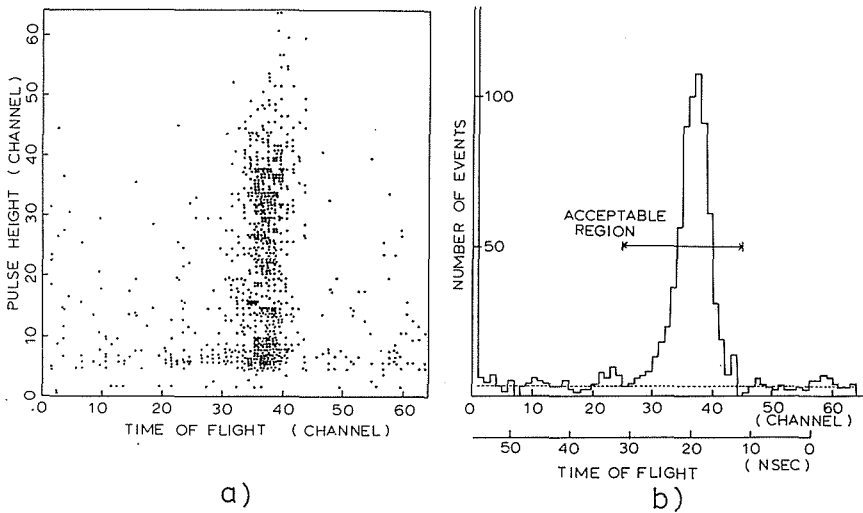 60
50
40
30
20
10
0
PULSE HEIGHT (CHANNEL)
.0 10 20 30 40 50 60
TIME OF FLIGHT (CHANNEL)
a)
100
50
NUMBER OF EVENTS
ACCEPTABLE
REGION
0 10 20 30 40 50 60
(CHANNEL)
50 40 30 20 10 0
TIME OF FLIGHT (NSEC)
b)